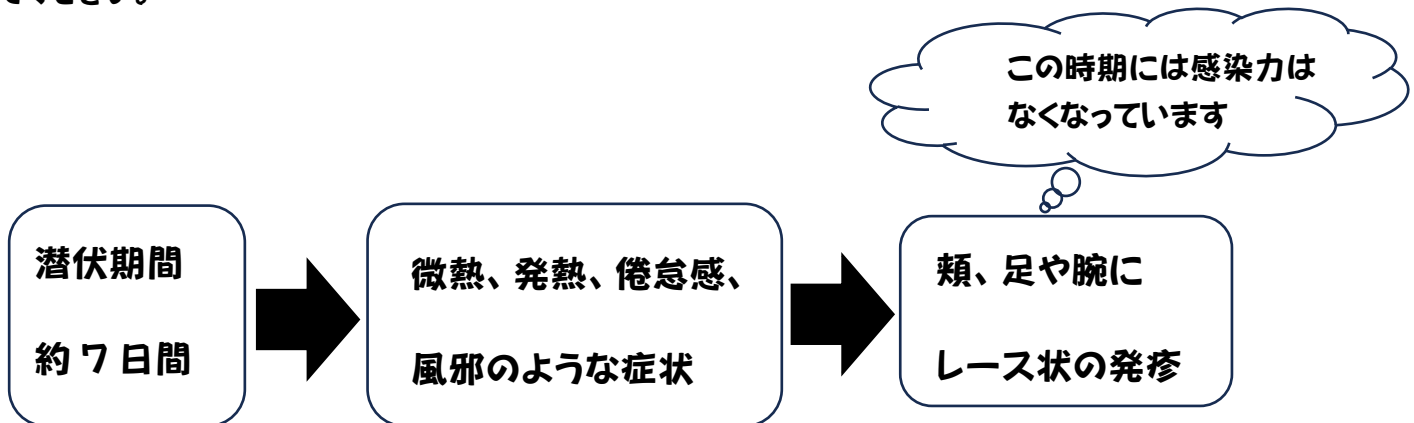 この時期には感染力は
なくなっています
潜伏期間
約7日間
微熱、発熱、倦怠感、
風邪のような症状
頬、足や腕に
レース状の発疹